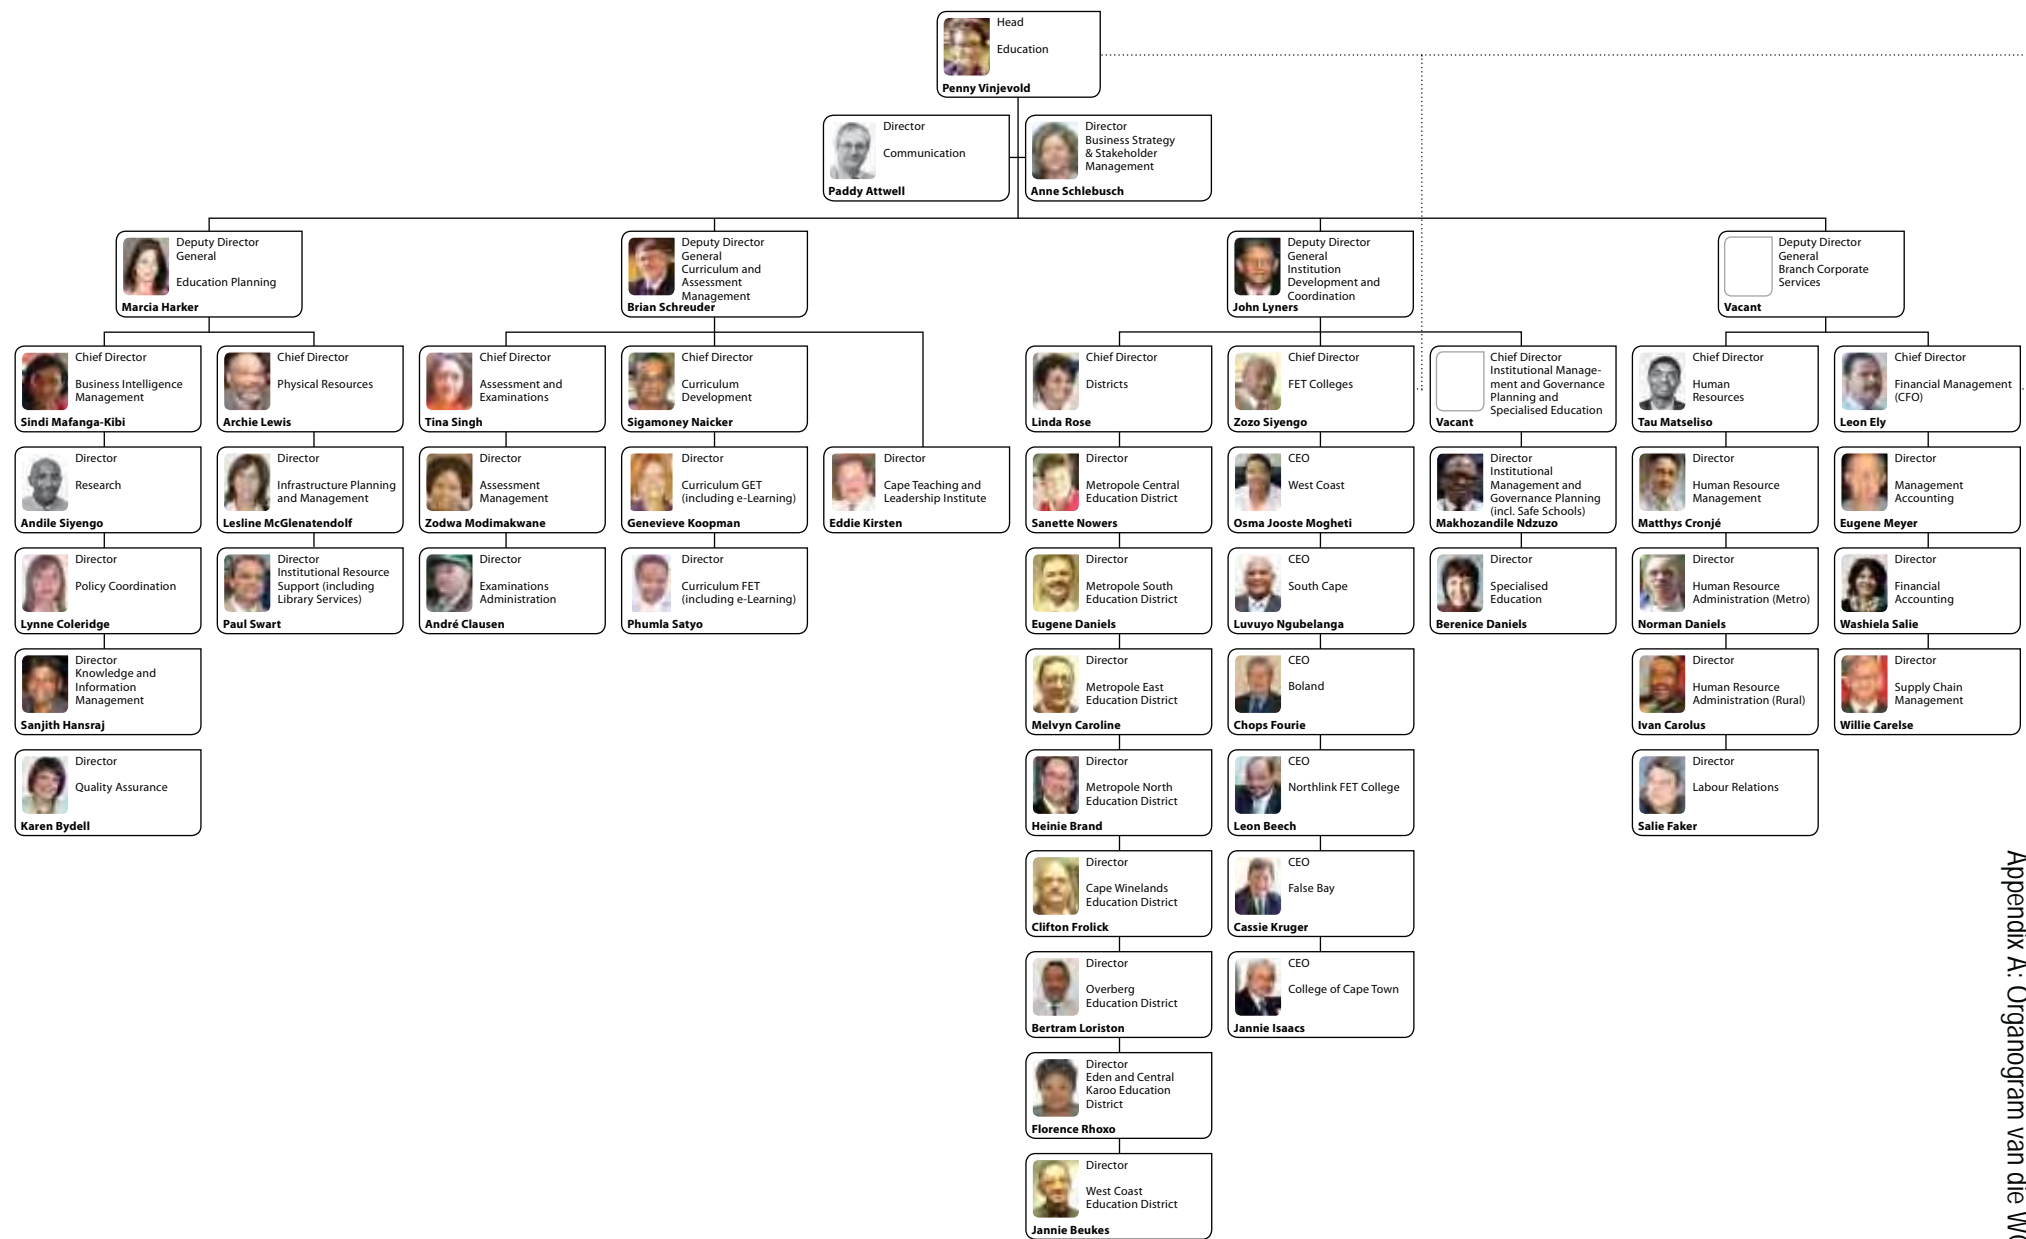 Head
Education
Penny Vinjevold
Director
Communication
Paddy Attwell
Director
Business Strategy
& Stakeholder
Management
Anne Schlebusch
Deputy Director
General
Education Planning
Marcia Harker
Deputy Director
General
Curriculum and
Assessment
Management
Brian Schreuder
Deputy Director
General
Institution
Development and
Coordination
John Lyners
Deputy Director
General
Branch Corporate
Services
Vacant
Chief Director
Business Intelligence
Management
Sindi Mafanga-Kibi
Chief Director
Physical Resources
Archie Lewis
Chief Director
Assessment and
Examinations
Tina Singh
Chief Director
Curriculum
Development
Sigamoney Naicker
Chief Director
Districts
Linda Rose
Chief Director
FET Colleges
Zozo Siyengo
Chief Director
Institutional Manage-
ment and Governance
Planning and
Specialised Education
Vacant
Chief Director
Human
Resources
Tau Matseliso
Chief Director
Financial Management
(CFO)
Leon Ely
Director
Research
Andile Siyengo
Director
Infrastructure Planning
and Management
Lesline McGlenatendolf
Director
Assessment
Management
Zodwa Modimakwane
Director
Curriculum GET
(including e-Learning)
Genevieve Koopman
Director
Cape Teaching and
Leadership Institute
Eddie Kirsten
Director
Metropole Central
Education District
Sanette Nowers
CEO
West Coast
Osma Jooste Mogheti
Director
Institutional
Management and
Governance Planning
(incl. Safe Schools)
Makhozandile Ndzuzo
Director
Human Resource
Management
Matthys Cronjé
Director
Management
Accounting
Eugene Meyer
Director
Policy Coordination
Lynne Coleridge
Director
Institutional Resource
Support (including
Library Services)
Paul Swart
Director
Examinations
Administration
André Clausen
Director
Curriculum FET
(including e-Learning)
Phumla Satyo
Director
Metropole South
Education District
Eugene Daniels
CEO
South Cape
Luvuyo Ngubelanga
Director
Specialised
Education
Berenice Daniels
Director
Human Resource
Administration (Metro)
Norman Daniels
Director
Financial
Accounting
Washiela Salie
Director
Knowledge and
Information
Management
Sanjith Hansraj
Director
Metropole East
Education District
Melvyn Caroline
CEO
Boland
Chops Fourie
Director
Human Resource
Administration (Rural)
Ivan Carolus
Director
Supply Chain
Management
Willie Carelse
Director
Quality Assurance
Karen Bydell
Director
Metropole North
Education District
Heinie Brand
CEO
Northlink FET College
Leon Beech
Director
Labour Relations
Salie Faker
Director
Cape Winelands
Education District
Clifton Frolick
CEO
False Bay
Cassie Kruger
Director
Overberg
Education District
Bertram Loriston
CEO
College of Cape Town
Jannie Isaacs
Director
Eden and Central
Karoo Education
District
Florence Rhoxo
Director
West Coast
Education District
Jannie Beukes
Appendix A: Organogram van die